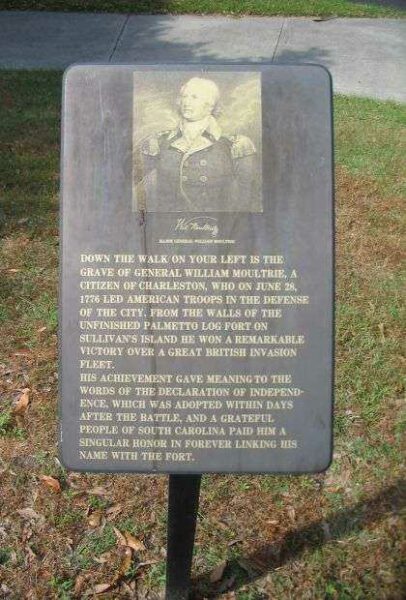 Wm Moultrie
MAJOR GENERAL WILLIAM MOULTRIE
DOWN THE WALK ON YOUR LEFT IS THE
GRAVE OF GENERAL WILLIAM MOULTRIE, A
CITIZEN OF CHARLESTON, WHO ON JUNE 28,
1776 LED AMERICAN TROOPS IN THE DEFENSE
OF THE CITY. FROM THE WALLS OF THE
UNFINISHED PALMETTO LOG FORT ON
SULLIVAN'S ISLAND HE WON A REMARKABLE
VICTORY OVER A GREAT BRITISH INVASION
FLEET.
HIS ACHIEVEMENT GAVE MEANING TO THE
WORDS OF THE DECLARATION OF INDEPEND-
ENCE, WHICH WAS ADOPTED WITHIN DAYS
AFTER THE BATTLE, AND A GRATEFUL
PEOPLE OF SOUTH CAROLINA PAID HIM A
SINGULAR HONOR IN FOREVER LINKING HIS
NAME WITH THE FORT.